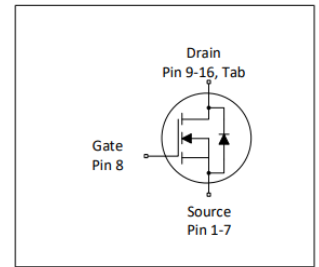 Drain
Pin 9-16, Tab
Gate
Pin 8
Source
Pin 1-7